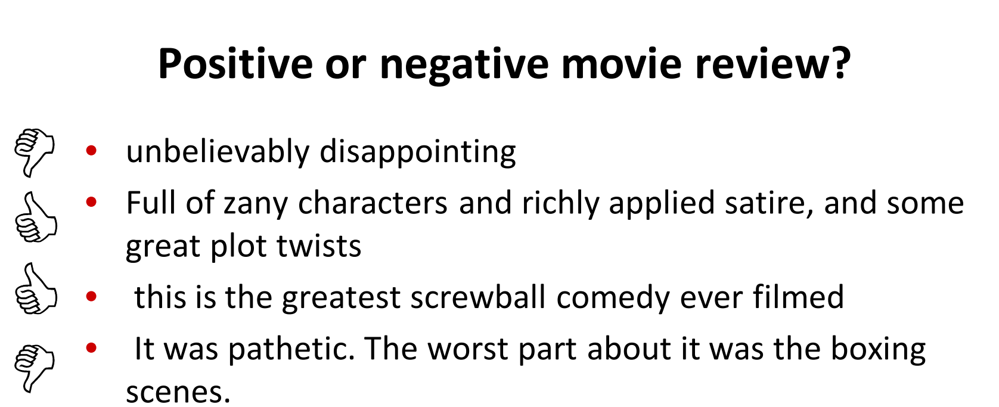 Positive or negative movie review?
• unbelievably disappointing
• Full of zany characters and richly applied satire, and some
great plot twists
• this is the greatest screwball comedy ever filmed
• It was pathetic. The worst part about it was the boxing
scenes.